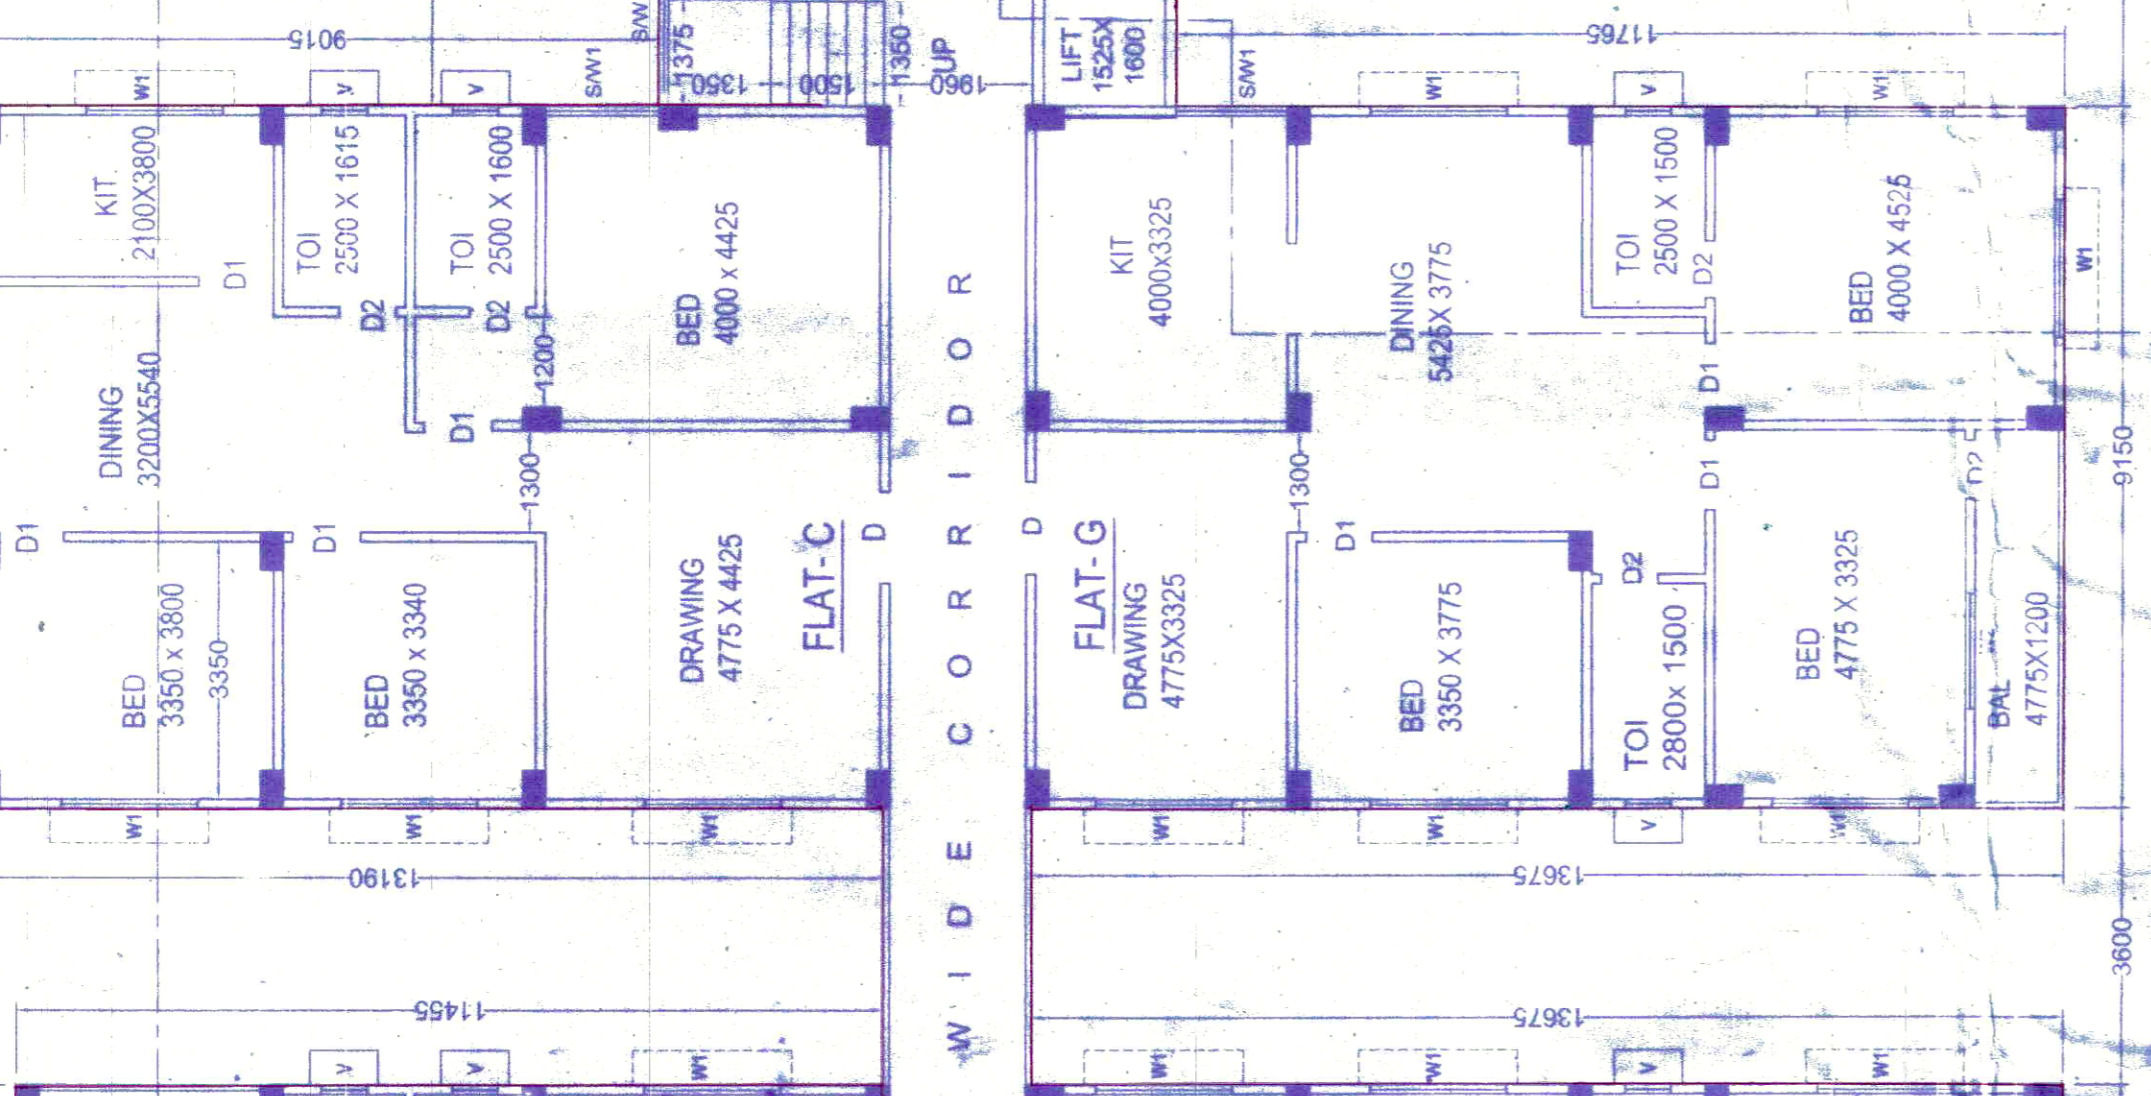 9015
S/W
1375
1350
1500
1350
UP
1960
LIFT
1525X
1600
S/W1
11765
W1
V
V
S/W1
W1
V
W1
KIT
2100X3800
D1
TOI
2500 X 1615
D2
TOI
2500 X 1600
D2
BED
4000 x 4425
1200
KIT
4000x3325
DINING
5425X 3775
TOI
2500 X 1500
D2
BED
4000 X 4525
W1
DINING
3200X5540
D1
1300
D1
D1
D1
D2
9150
D1
BED
3350 x 3800
3350
D1
BED
3350 x 3340
DRAWING
4775 X 4425
FLAT- C
D
WIDE CORRIDOR
D
FLAT- G
DRAWING
4775X3325
1300
D1
BED
3350 X 3775
D2
TOI
2800x 1500
BED
4775 X 3325
BAL
4775X1200
W1
W1
W1
W1
W1
V
W1
13190
13675
3600
11455
13675
V
V
W1
W1
W1
V
W1